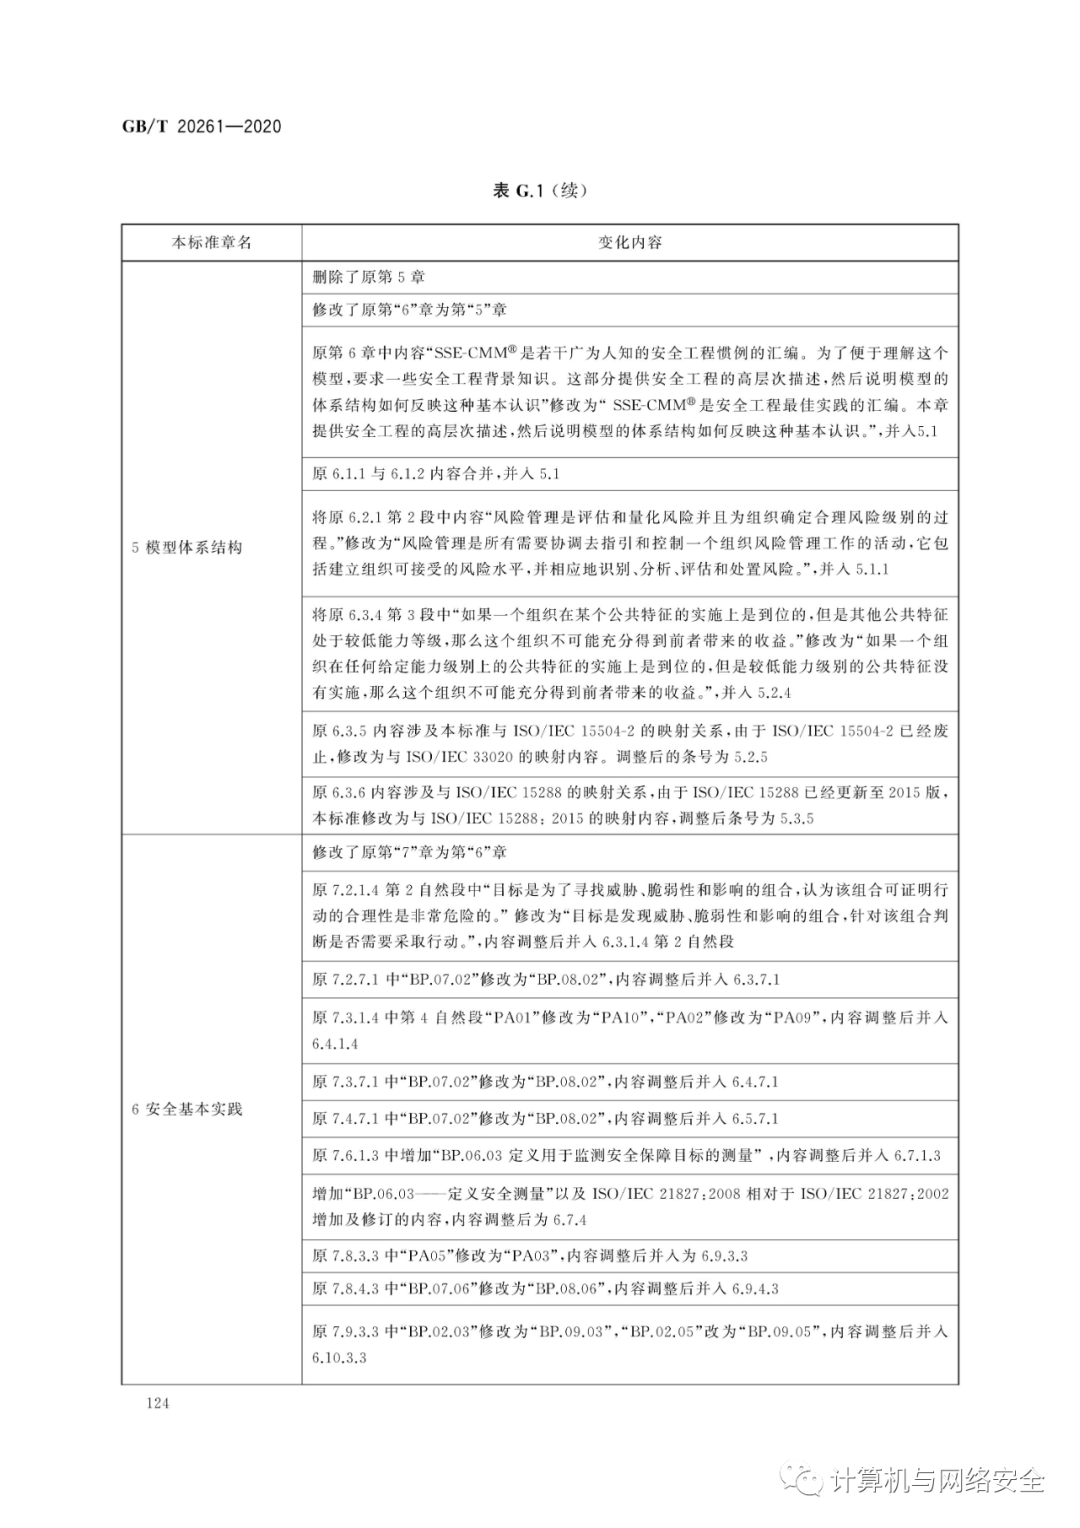 GB/T 20261—2020
表 G.1（续）
本标准章名
变化内容
5 模型体系结构
删除了原第 5 章
修改了原第“6”章为第“5”章
原第 6 章中内容“SSE-CMM®是若干广为人知的安全工程惯例的汇编。为了便于理解这个
模型,要求一些安全工程背景知识。这部分提供安全工程的高层次描述,然后说明模型的
体系结构如何反映这种基本认识”修改为“ SSE-CMM®是安全工程最佳实践的汇编。本章
提供安全工程的高层次描述,然后说明模型的体系结构如何反映这种基本认识。”,并入5.1
原 6.1.1 与 6.1.2 内容合并,并入 5.1
将原 6.2.1 第 2 段中内容“风险管理是评估和量化风险并且为组织确定合理风险级别的过
程。”修改为“风险管理是所有需要协调去指引和控制一个组织风险管理工作的活动,它包
括建立组织可接受的风险水平,并相应地识别、分析、评估和处置风险。”,并入 5.1.1
将原 6.3.4 第 3 段中“如果一个组织在某个公共特征的实施上是到位的,但是其他公共特征
处于较低能力等级,那么这个组织不可能充分得到前者带来的收益。”修改为“如果一个组
织在任何给定能力级别上的公共特征的实施上是到位的,但是较低能力级别的公共特征没
有实施,那么这个组织不可能充分得到前者带来的收益。”,并入 5.2.4
原 6.3.5 内容涉及本标准与 ISO/IEC 15504-2 的映射关系,由于 ISO/IEC 15504-2 已经废
止,修改为与 ISO/IEC 33020 的映射内容。调整后的条号为 5.2.5
原 6.3.6 内容涉及与 ISO/IEC 15288 的映射关系,由于 ISO/IEC 15288 已经更新至 2015 版,
本标准修改为与 ISO/IEC 15288: 2015 的映射内容,调整后条号为 5.3.5
6 安全基本实践
修改了原第“7”章为第“6”章
原 7.2.1.4 第 2 自然段中“目标是为了寻找威胁、脆弱性和影响的组合,认为该组合可证明行
动的合理性是非常危险的。” 修改为“目标是发现威胁、脆弱性和影响的组合,针对该组合判
断是否需要采取行动。”,内容调整后并入 6.3.1.4 第 2 自然段
原 7.2.7.1 中“BP.07.02”修改为“BP.08.02”,内容调整后并入 6.3.7.1
原 7.3.1.4 中第 4 自然段“PA01”修改为“PA10”,“PA02”修改为“PA09”,内容调整后并入
6.4.1.4
原 7.3.7.1 中“BP.07.02”修改为“BP.08.02”,内容调整后并入 6.4.7.1
原 7.4.7.1 中“BP.07.02”修改为“BP.08.02”,内容调整后并入 6.5.7.1
原 7.6.1.3 中增加“BP.06.03 定义用于监测安全保障目标的测量” ,内容调整后并入 6.7.1.3
增加“BP.06.03——定义安全测量”以及 ISO/IEC 21827:2008 相对于 ISO/IEC 21827:2002
增加及修订的内容,内容调整后为 6.7.4
原 7.8.3.3 中“PA05”修改为“PA03”,内容调整后并入为 6.9.3.3
原 7.8.4.3 中“BP.07.06”修改为“BP.08.06”,内容调整后并入 6.9.4.3
原 7.9.3.3 中“BP.02.03”修改为“BP.09.03”,“BP.02.05”改为“BP.09.05”,内容调整后并入
6.10.3.3
124
计算机与网络安全